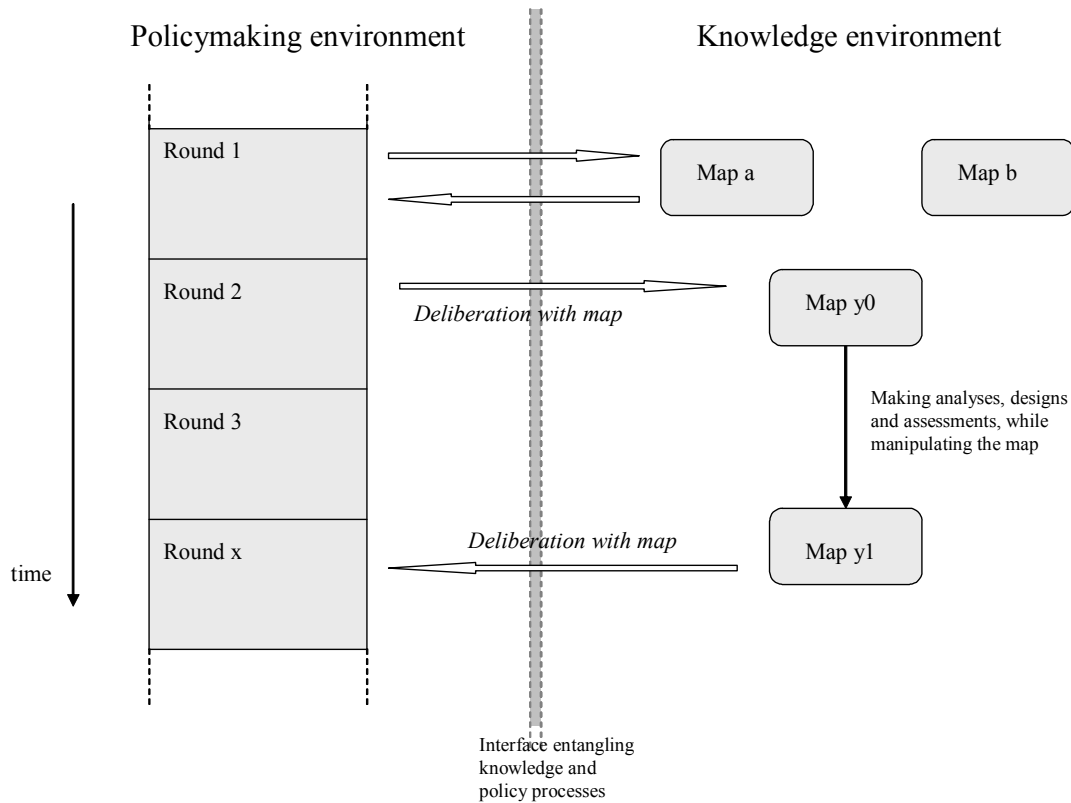 Policymaking environment
Knowledge environment
Round 1
Map a
Map b
Round 2
Deliberation with map
Map y0
Round 3
Making analyses, designs
and assessments, while
manipulating the map
Round x
Deliberation with map
Map y1
time
Interface entangling
knowledge and
policy processes